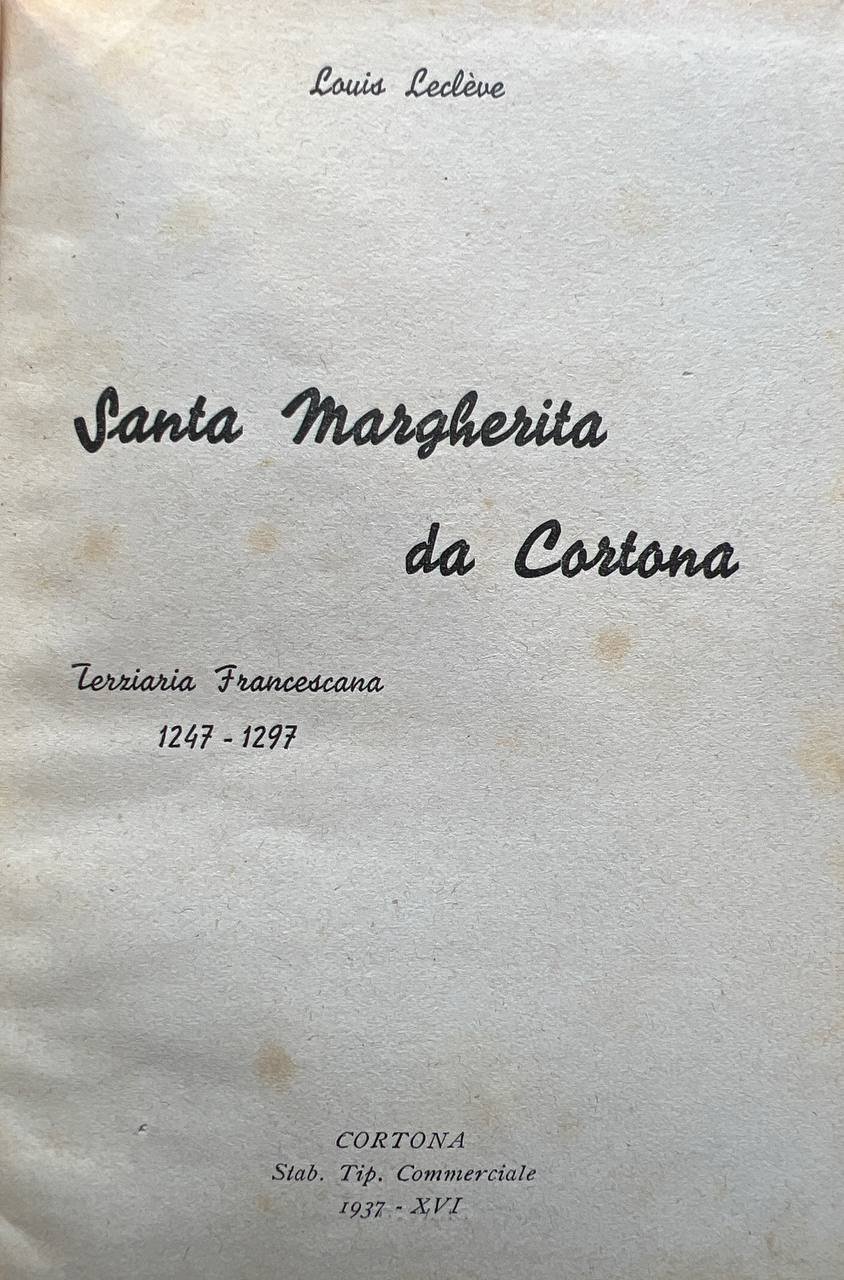 Louis Leclève
Santa Margherita
da Cortona
Terziaria Francescana
1247 - 1297
CORTONA
Stab. Tip. Commerciale
1937 - XVI